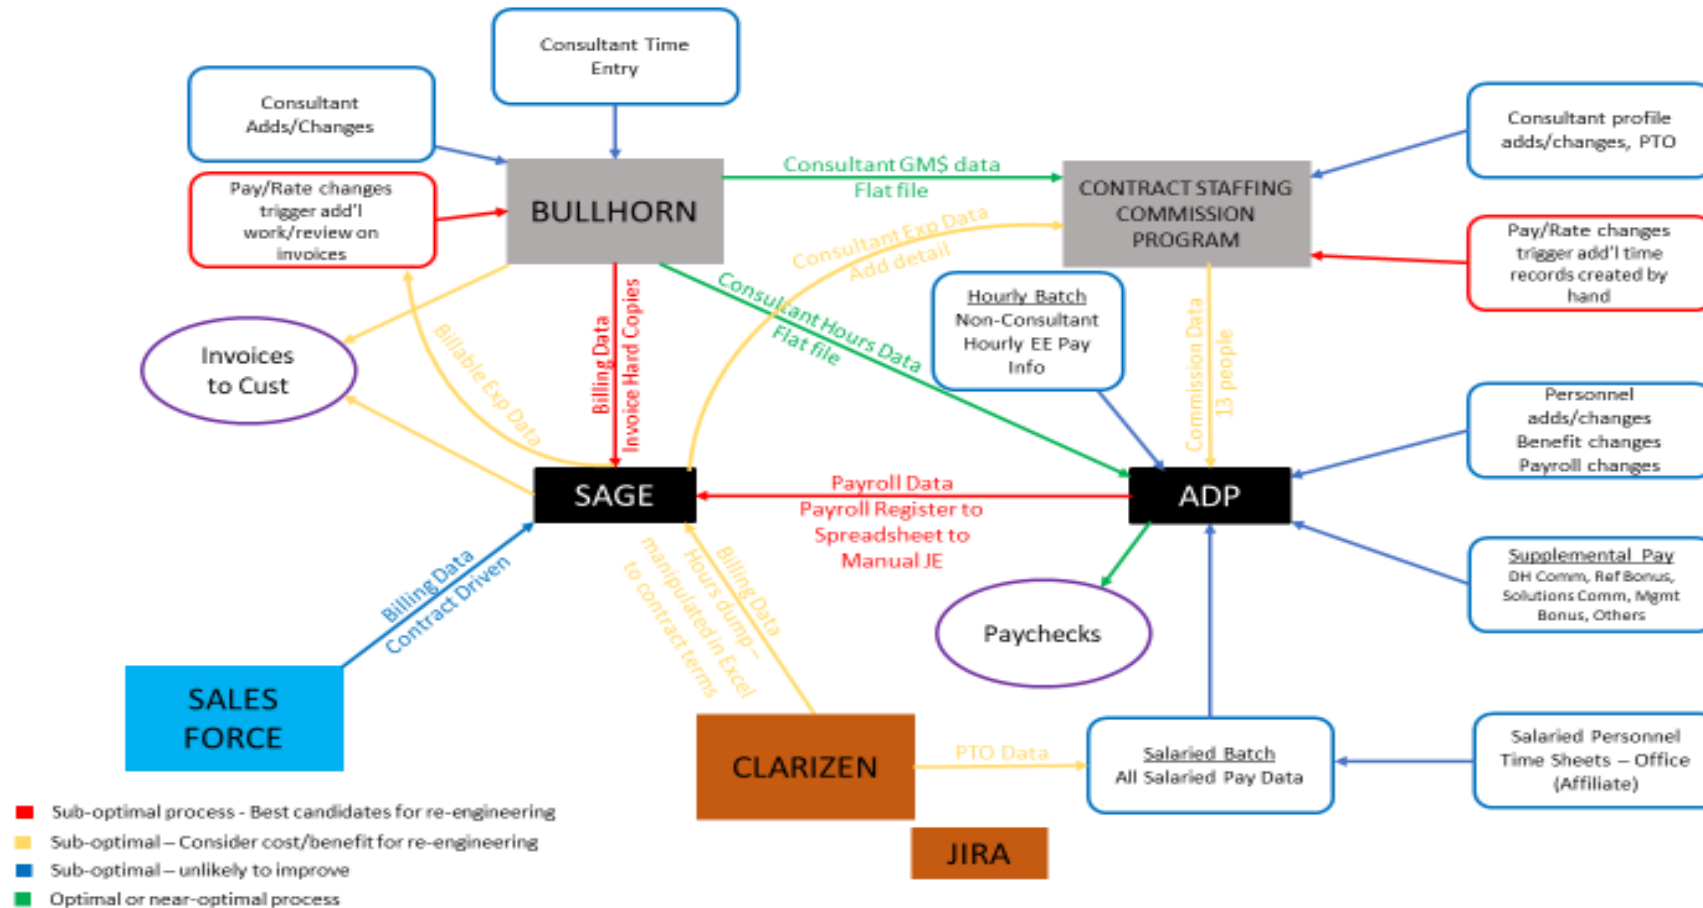 Consultant Time
Entry
Consultant
Adds/Changes
Consultant profile
adds/changes, PTO
Pay/Rate changes
trigger add'l
work/review on
invoices
BULLHORN
Consultant GM$ data
Flat file
CONTRACT STAFFING
COMMISSION
PROGRAM
Pay/Rate changes
trigger add'l time
records created by
hand
Consultant Exp Data
Add detail
Hourly Batch
Non-Consultant
Hourly EE Pay
Info
Consultant Hours Data
Flat file
Billing Data
Invoice Hard Copies
Billable Exp Data
Commission Data
13 people
Invoices
to Cust
Personnel
adds/changes
Benefit changes
Payroll changes
SAGE
Payroll Data
Payroll Register to
Spreadsheet to
Manual JE
ADP
Supplemental Pay
DH Comm, Ref Bonus,
Solutions Comm, Mgmt
Bonus, Others
Billing Data
Contract Driven
Billing Data
Hours dump –
manipulated in Excel
to contract terms
Paychecks
SALES
FORCE
CLARIZEN
PTO Data
Salaried Batch
All Salaried Pay Data
Salaried Personnel
Time Sheets – Office
(Affiliate)
JIRA
Sub-optimal process - Best candidates for re-engineering
Sub-optimal – Consider cost/benefit for re-engineering
Sub-optimal – unlikely to improve
Optimal or near-optimal process